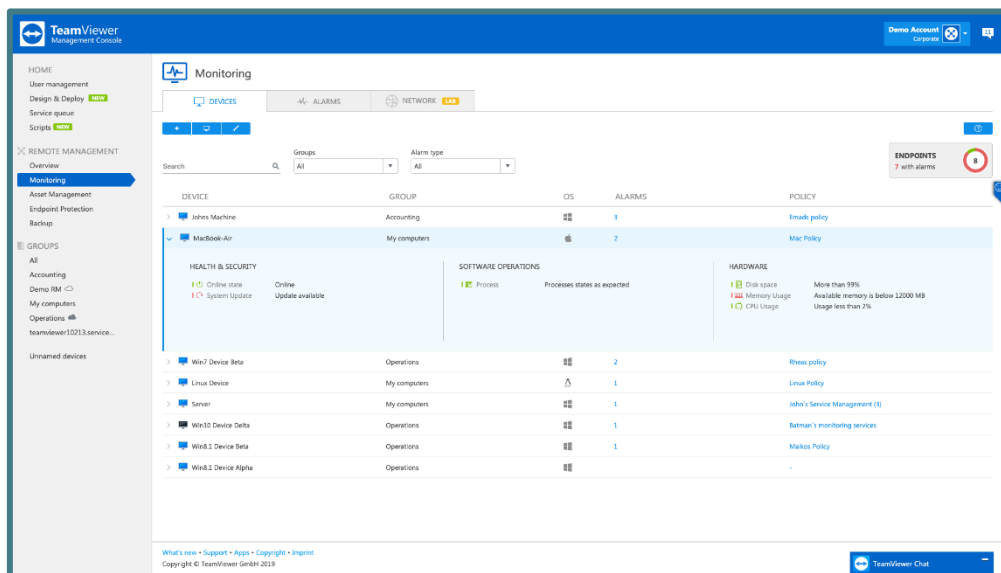 TeamViewer
Management Console
Demo Account
Corporate
HOME
User management
Design & Deploy NEW
Service queue
Scripts NEW
REMOTE MANAGEMENT
Overview
Monitoring
Asset Management
Endpoint Protection
Backup
GROUPS
All
Accounting
Demo RM
My computers
Operations
teamviewer10213.service...
Unnamed devices
Monitoring
DEVICES ALARMS NETWORK LAB
Groups Alarm type
Search All All
ENDPOINTS
7 with alarms 8
DEVICE GROUP OS ALARMS POLICY
Johns Machine Accounting 3 Emads policy
MacBook-Air My computers 2 Mac Policy
HEALTH & SECURITY SOFTWARE OPERATIONS HARDWARE
Online state Online Process Processes states as expected Disk space More than 99%
System Update Update available Memory Usage Available memory is below 12000 MB
CPU Usage Usage less than 2%
Win7 Device Beta Operations 2 Rheas policy
Linux Device My computers 1 Linux Policy
Server My computers 1 John´s Service Management (3)
Win10 Device Delta Operations 1 Batman´s monitoring services
Win8.1 Device Beta Operations 1 Maikos Policy
Win8.1 Device Alpha Operations -
What's new • Support • Apps • Copyright • Imprint
Copyright © TeamViewer GmbH 2019
TeamViewer Chat